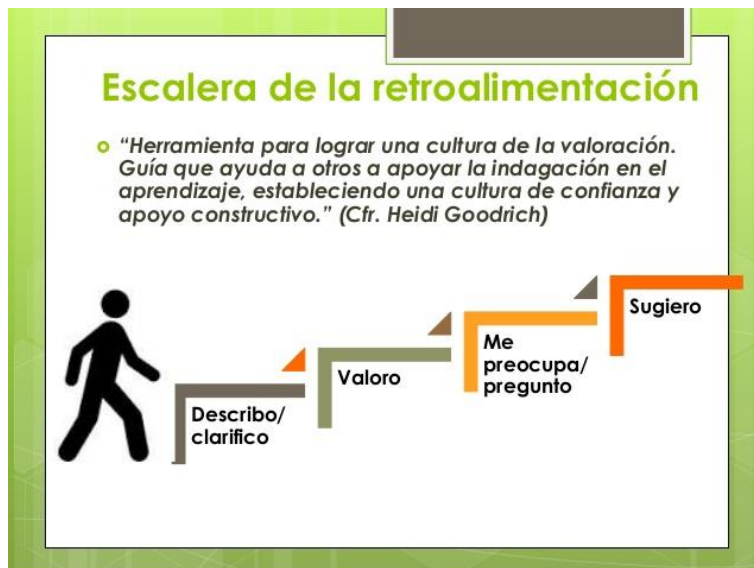 Escalera de la retroalimentación
“Herramienta para lograr una cultura de la valoración.
Guía que ayuda a otros a apoyar la indagación en el
aprendizaje, estableciendo una cultura de confianza y
apoyo constructivo.” (Cfr. Heidi Goodrich)
Describo/
clarifico
Valoro
Me
preocupa/
pregunto
Sugiero